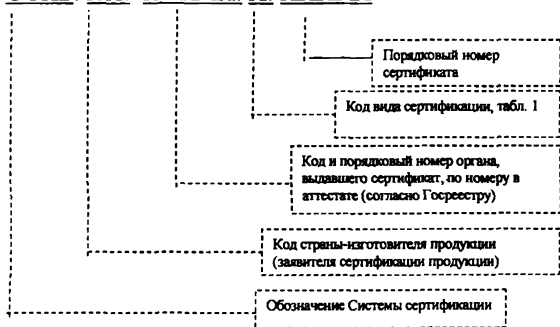 Порядковый номер
сертификата
Код вида сертификации, табл. 1
Код и порядковый номер органа,
выдавшего сертификат, по номеру в
аттестате (согласно Госреестру)
Код страны-изготовителя продукции
(заявителя сертификации продукции)
Обозначение Системы сертификации